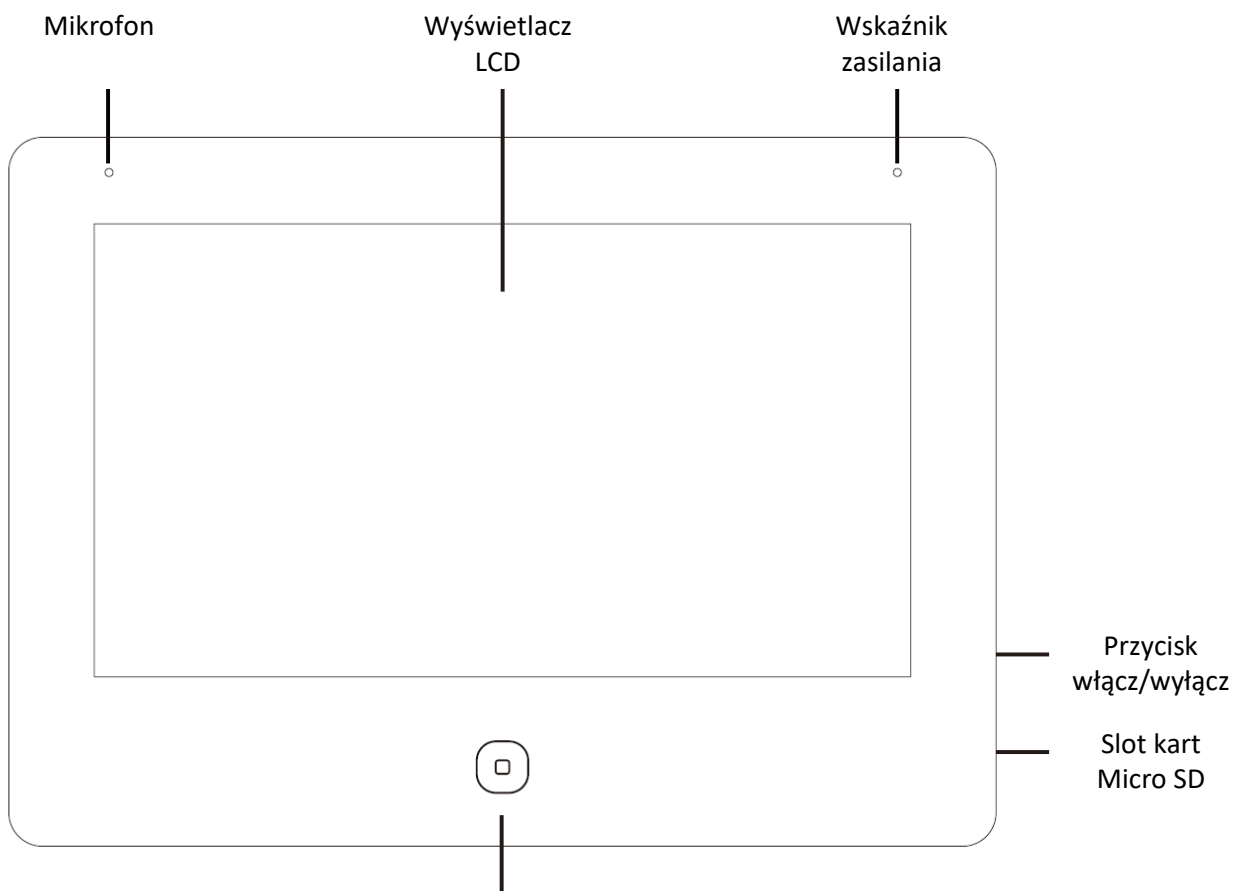 Mikrofon
Wyświetlacz
LCD
Wskaźnik
zasilania
Przycisk
włącz/wyłącz
Slot kart
Micro SD